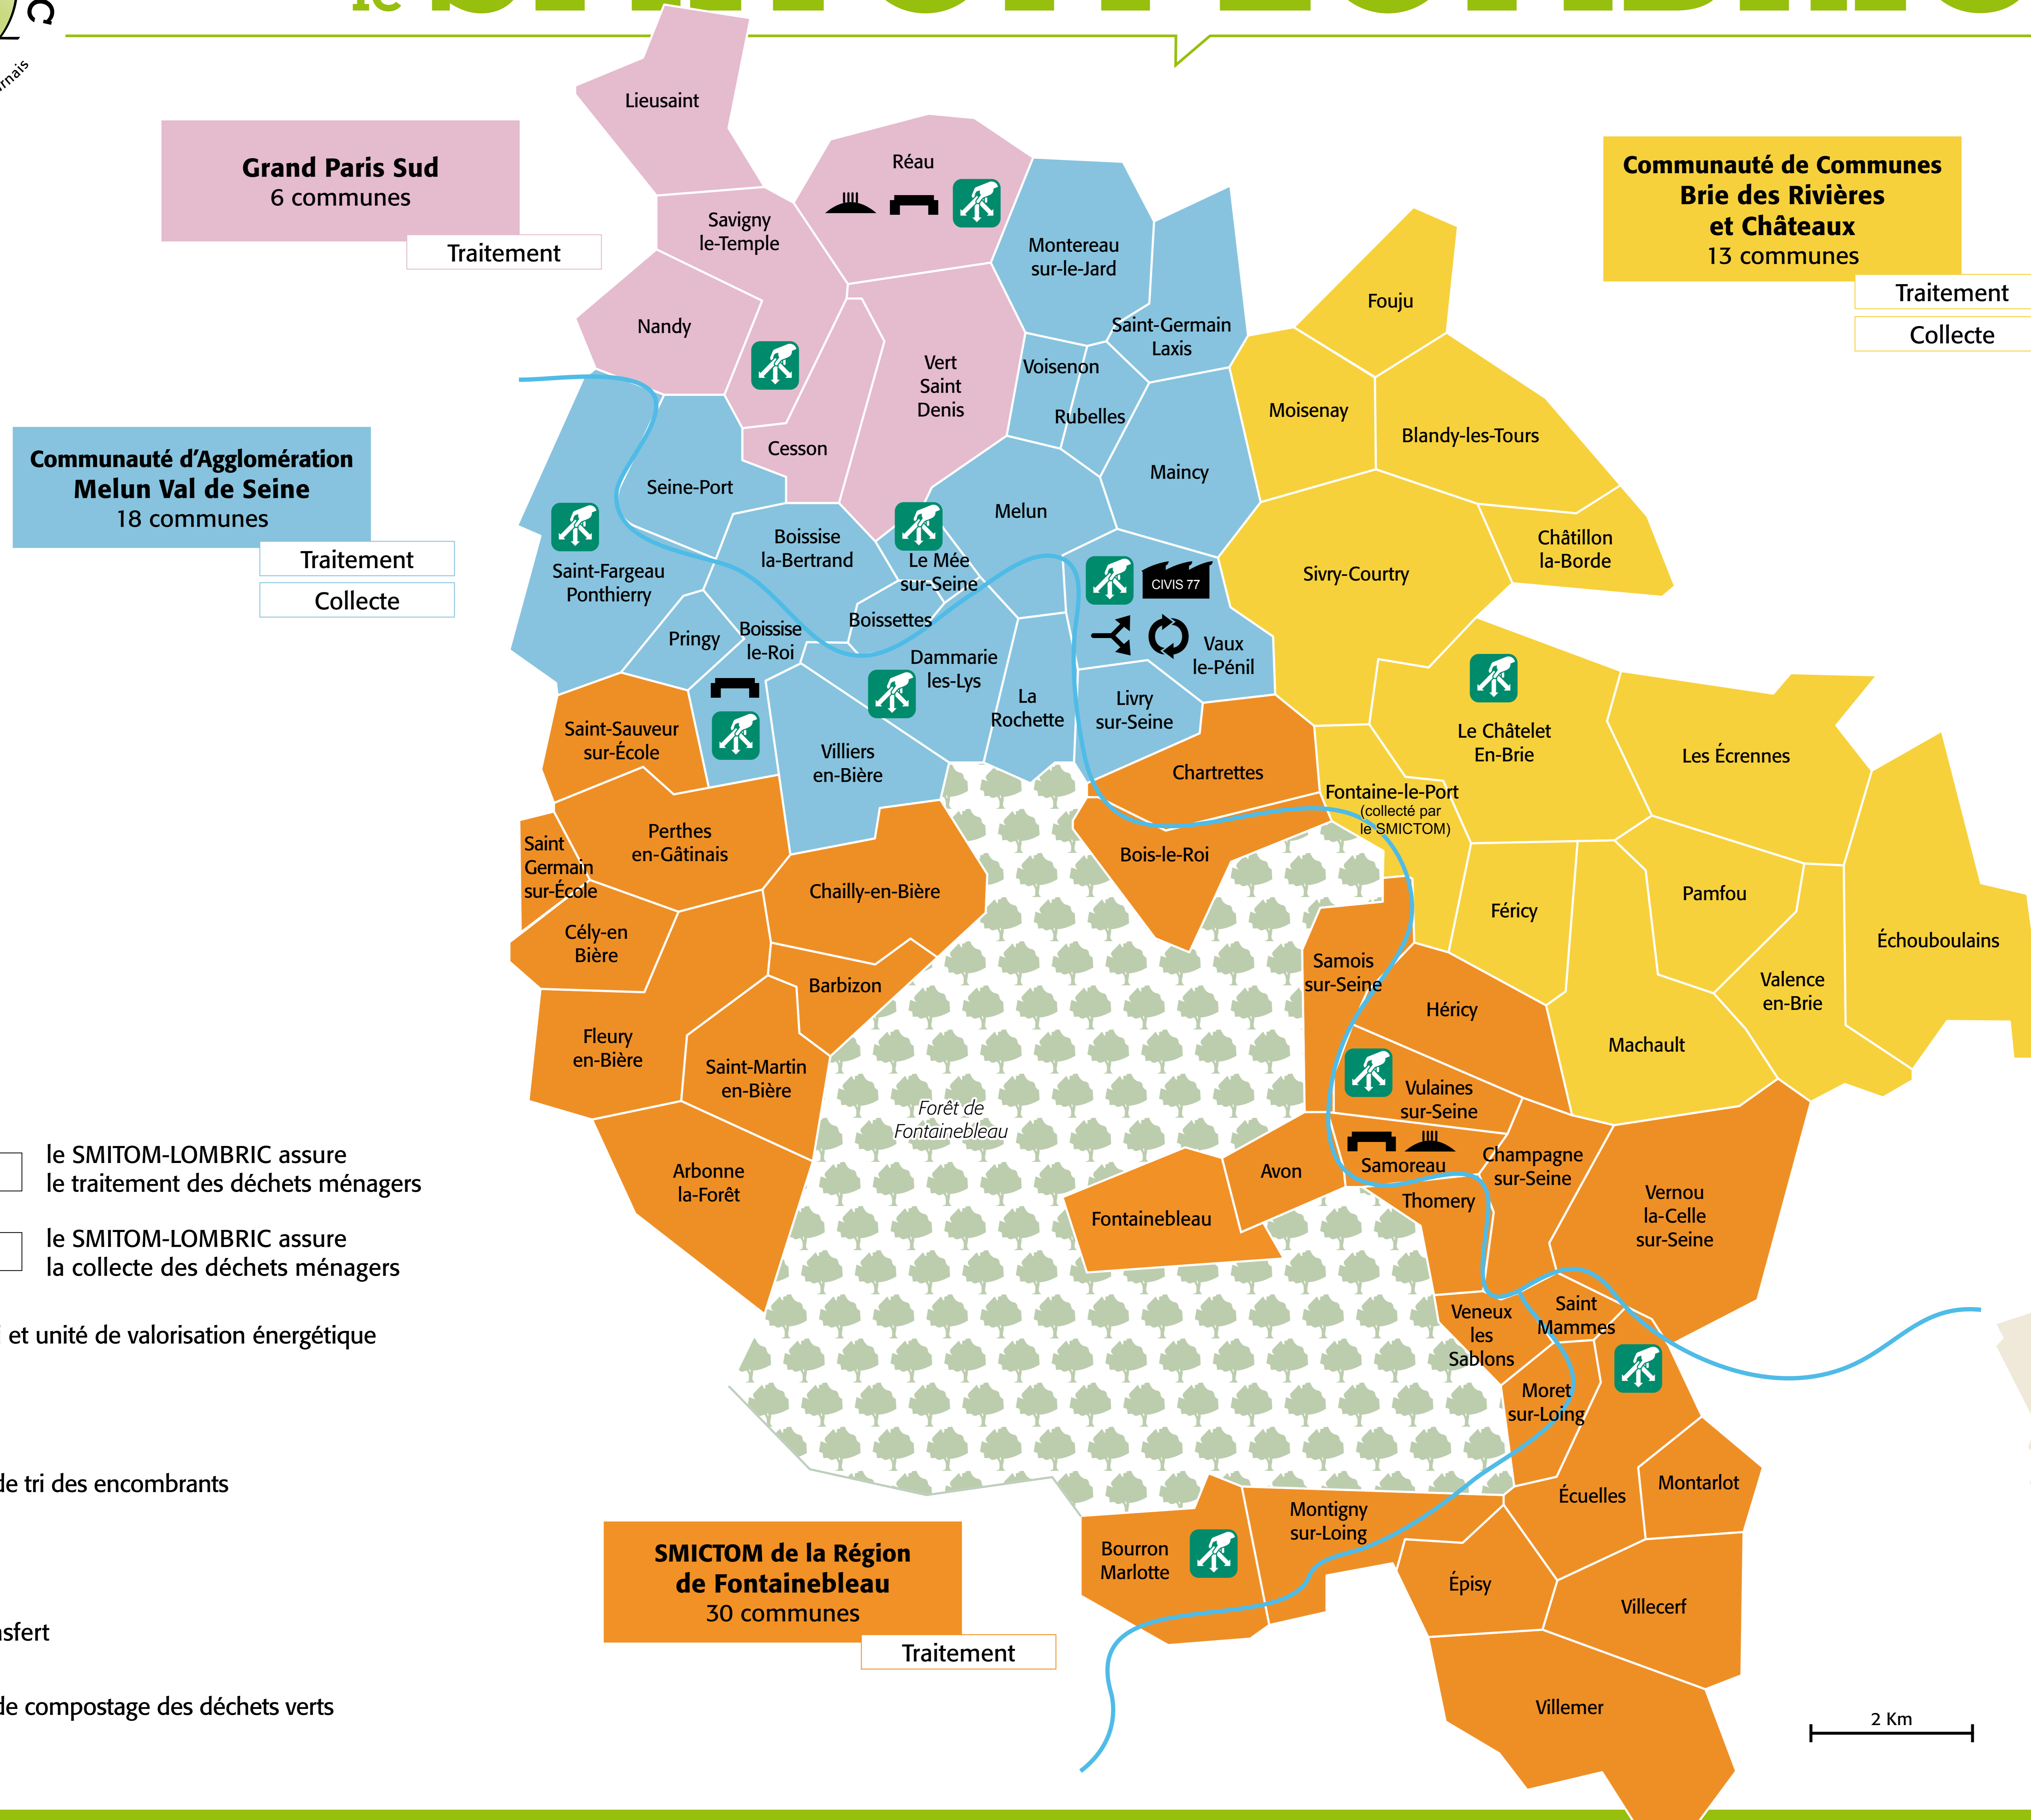 Lieusaint
Grand Paris Sud
6 communes
Traitement
Réau
Savigny
le-Temple
Nandy
Vert
Saint
Denis
Cesson
Montereau
sur-le-Jard
Saint-Germain
Laxis
Voisenon
Rubelles
Maincy
Communauté de Communes
Brie des Rivières
et Châteaux
13 communes
Traitement
Collecte
Fouju
Moisenay
Blandy-les-Tours
Châtillon
la-Borde
Sivry-Courtry
Communauté d’Agglomération
Melun Val de Seine
18 communes
Traitement
Collecte
Seine-Port
Melun
Boissise
la-Bertrand
Le Mée
sur-Seine
Saint-Fargeau
Ponthierry
CIVIS 77
Boissettes
Pringy
Boissise
le-Roi
Vaux
le-Pénil
Dammarie
les-Lys
La
Rochette
Livry
sur-Seine
Villiers
en-Bière
Saint-Sauveur
sur-École
Chartrettes
Le Châtelet
En-Brie
Les Écrennes
Fontaine-le-Port
(collecté par
le SMICTOM)
Perthes
en-Gâtinais
Saint
Germain
sur-École
Bois-le-Roi
Chailly-en-Bière
Féricy
Pamfou
Échouboulains
Cély-en
Bière
Samois
sur-Seine
Barbizon
Héricy
Valence
en-Brie
Machault
Fleury
en-Bière
Saint-Martin
en-Bière
Vulaines
sur-Seine
Forêt de
Fontainebleau
le SMITOM-LOMBRIC assure
le traitement des déchets ménagers
Arbonne
la-Forêt
Avon
Samoreau
Champagne
sur-Seine
Fontainebleau
Thomery
Vernou
la-Celle
sur-Seine
le SMITOM-LOMBRIC assure
la collecte des déchets ménagers
et unité de valorisation énergétique
Veneux
les
Sablons
Saint
Mammes
Moret
sur-Loing
de tri des encombrants
Écuelles
Montarlot
SMICTOM de la Région
de Fontainebleau
30 communes
Traitement
Bourron
Marlotte
Montigny
sur-Loing
Épisy
Villecerf
de compostage des déchets verts
Villemer
2 Km